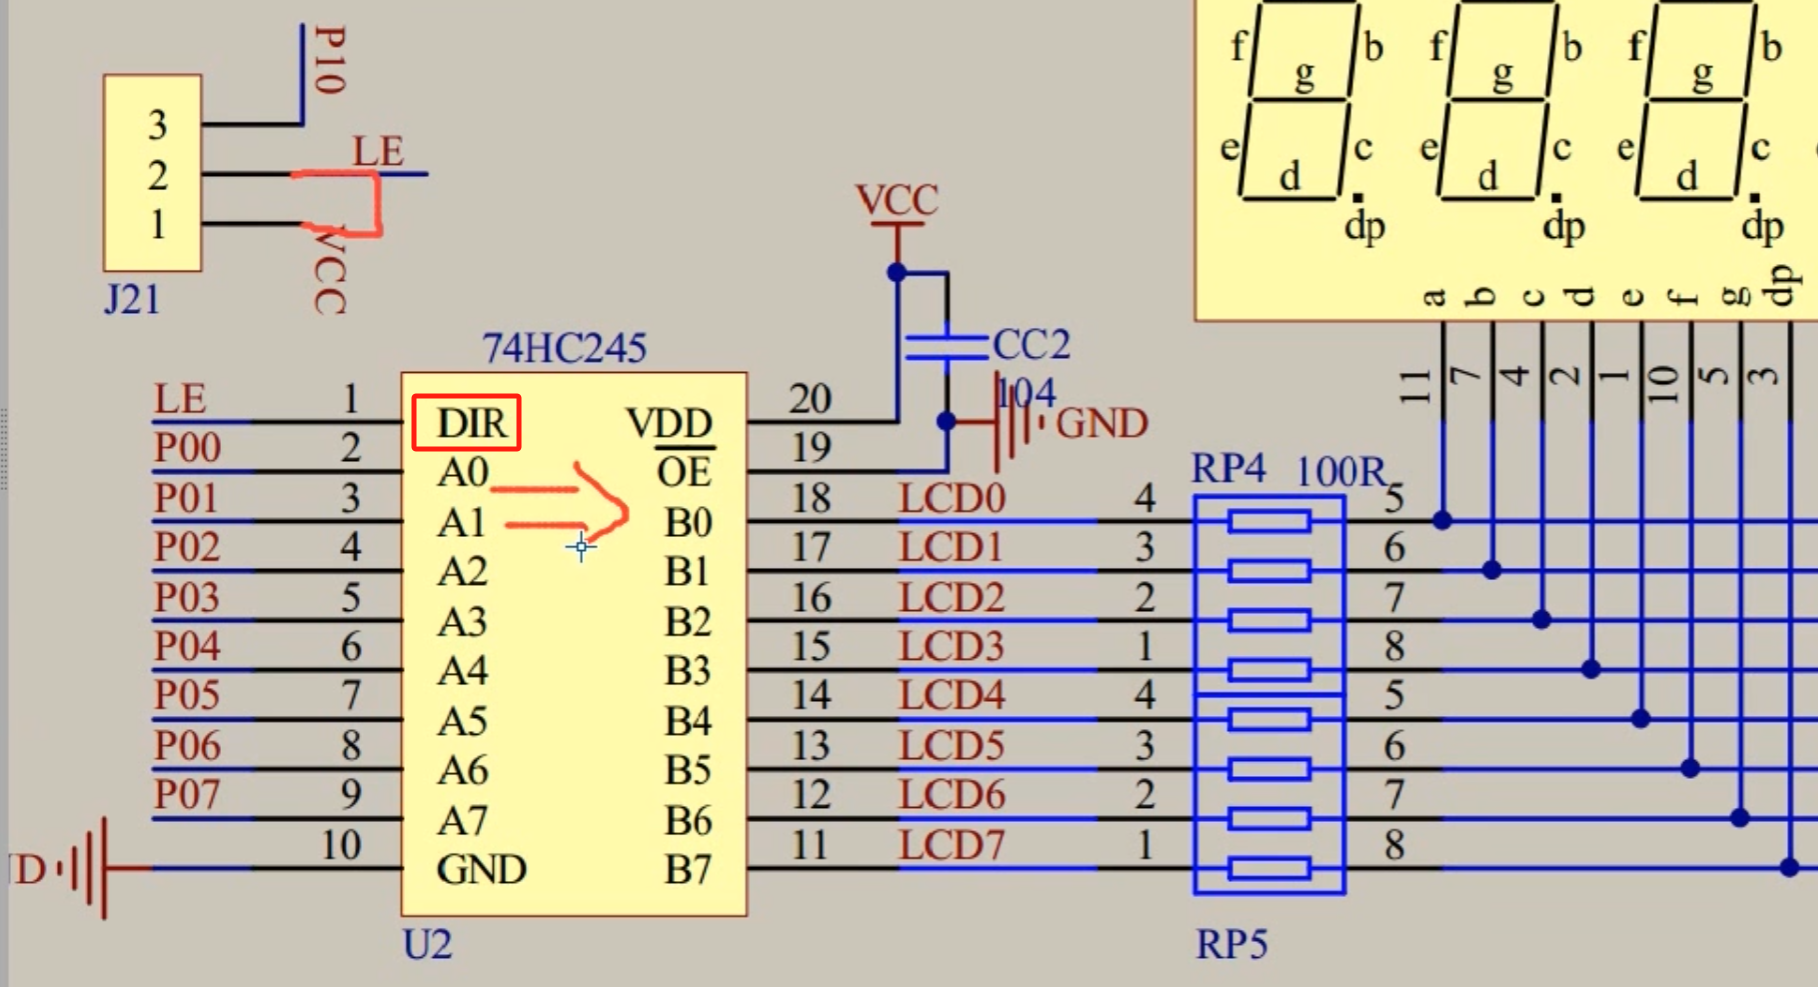 P10
3
LE
2
1
VCC
J21
f b f b f b
g g g
e c e c e c
d d d
dp dp dp
a b c d e f g dp
11 7 4 2 1 10 5 3
VCC
CC2
104
GND
74HC245
LE 1 DIR VDD 20
P00 2 A0 OE 19
P01 3 A1 B0 18 LCD0 4 5
P02 4 A2 B1 17 LCD1 3 6
P03 5 A3 B2 16 LCD2 2 7
P04 6 A4 B3 15 LCD3 1 8
P05 7 A5 B4 14 LCD4 4 5
P06 8 A6 B5 13 LCD5 3 6
P07 9 A7 B6 12 LCD6 2 7
D 10 GND B7 11 LCD7 1 8
RP4 100R
U2
RP5